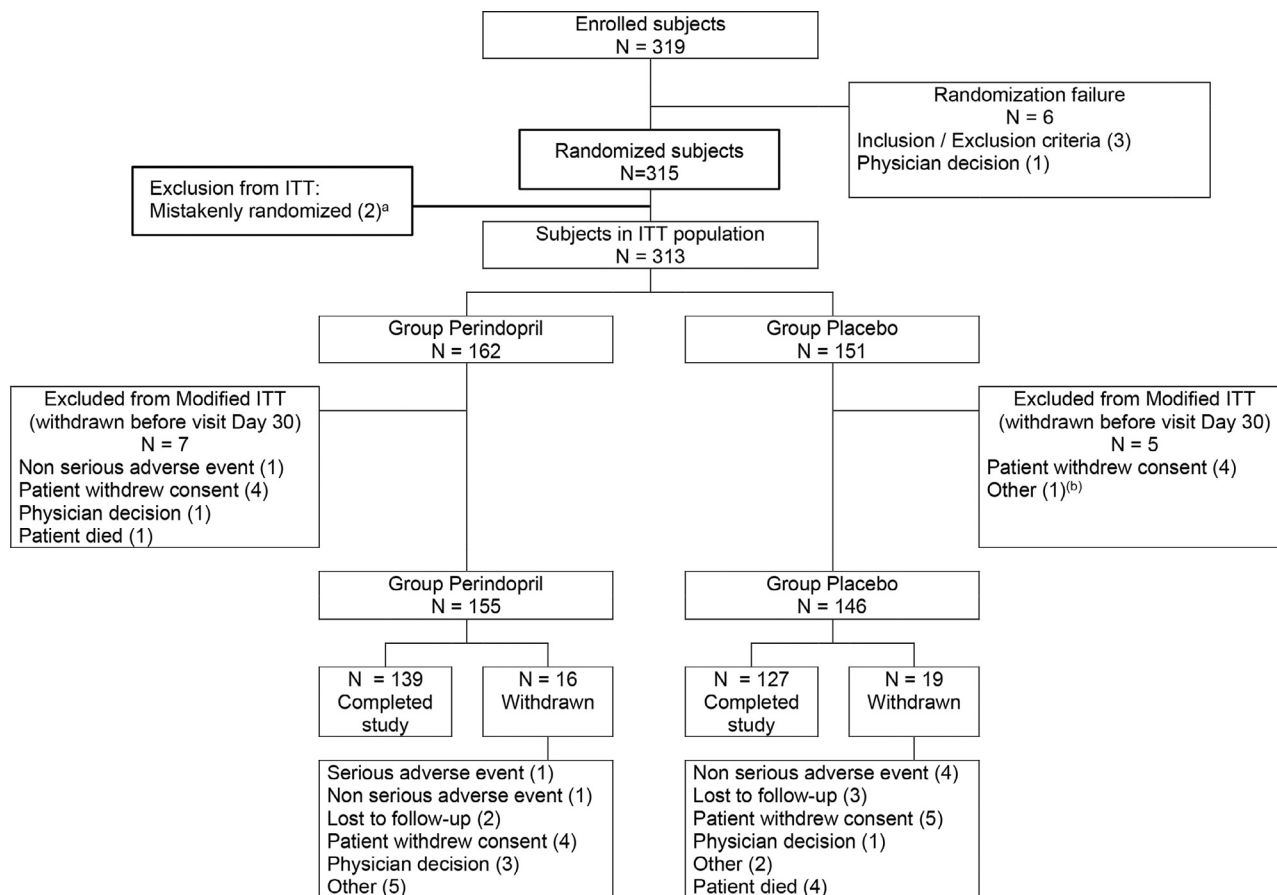 Enrolled subjects
N = 319
Randomization failure
N = 6
Inclusion / Exclusion criteria (3)
Physician decision (1)
Randomized subjects
N=315
Exclusion from ITT:
Mistakenly randomized (2)ᵃ
Subjects in ITT population
N = 313
Group Perindopril
N = 162
Group Placebo
N = 151
Excluded from Modified ITT
(withdrawn before visit Day 30)
N = 7
Non serious adverse event (1)
Patient withdrew consent (4)
Physician decision (1)
Patient died (1)
Excluded from Modified ITT
(withdrawn before visit Day 30)
N = 5
Patient withdrew consent (4)
Other (1)⁽ᵇ⁾
Group Perindopril
N = 155
Group Placebo
N = 146
N = 139
Completed
study
N = 16
Withdrawn
N = 127
Completed
study
N = 19
Withdrawn
Serious adverse event (1)
Non serious adverse event (1)
Lost to follow-up (2)
Patient withdrew consent (4)
Physician decision (3)
Other (5)
Non serious adverse event (4)
Lost to follow-up (3)
Patient withdrew consent (5)
Physician decision (1)
Other (2)
Patient died (4)